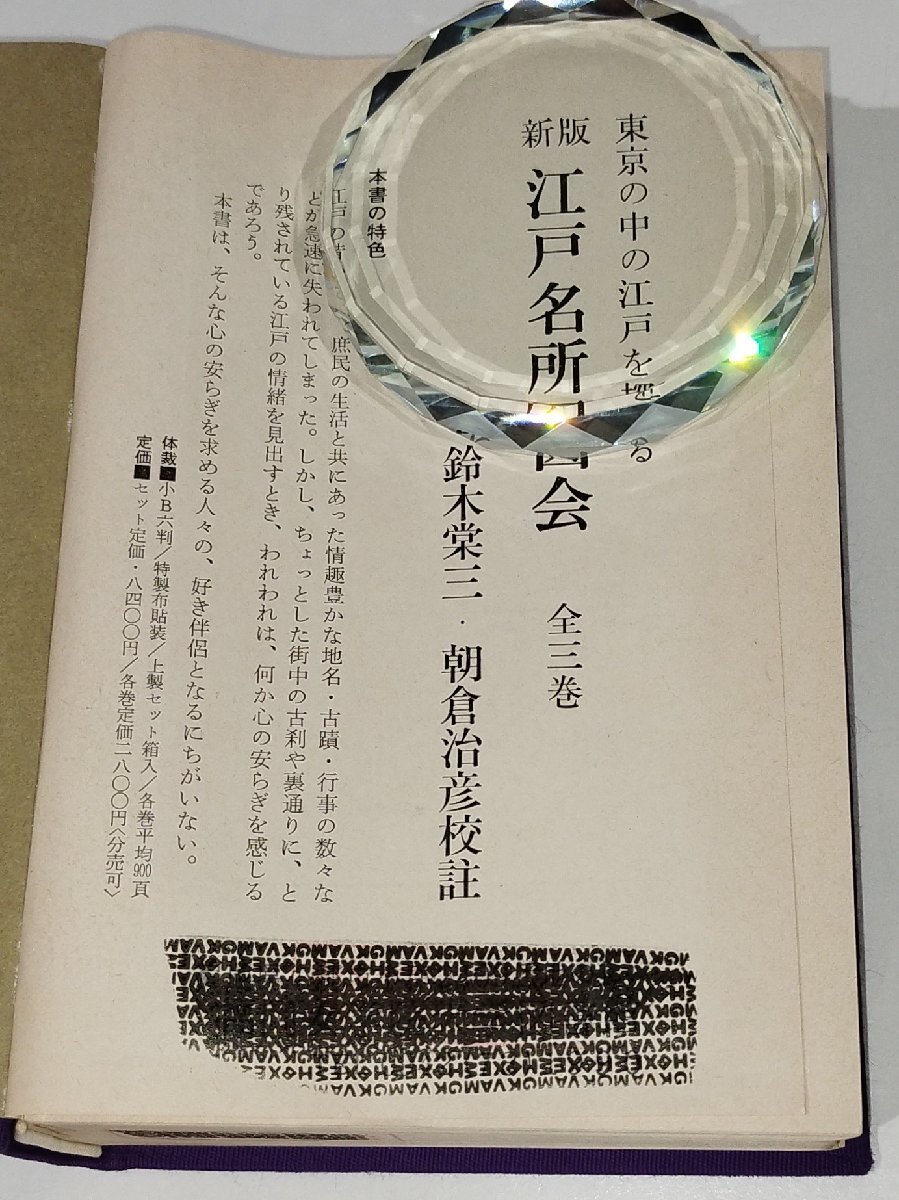 東京の中の江戸を る
新版 江戸名所図会 全三巻
鈴木棠三・朝倉治彦校註
本書の特色
江戸の昔 庶民の生活と共にあった情趣豊かな地名・古蹟・行事の数々な
どが急速に失われてしまった。しかし、ちょっとした街中の古刹や裏通りに、と
り残されている江戸の情緒を見出すとき、われわれは、何か心の安らぎを感じる
であろう。
本書は、そんな心の安らぎを求める人々の、好き伴侶となるにちがいない。
体裁■小B六判/特製布貼装/上製セット箱入/各巻平均900頁
定価■セット定価・八四〇〇円/各巻定価二八〇〇円〈分売可〉